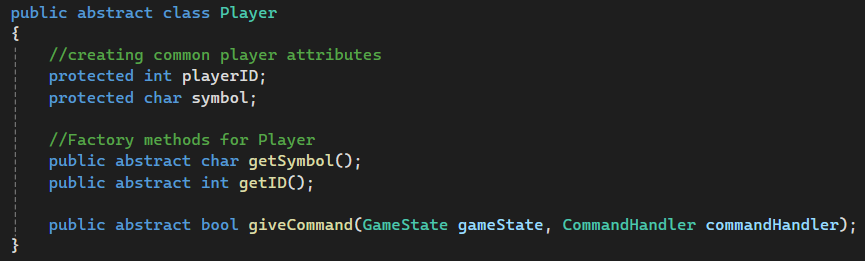 public abstract class Player
{
//creating common player attributes
protected int playerID;
protected char symbol;
//Factory methods for Player
public abstract char getSymbol();
public abstract int getID();
public abstract bool giveCommand(GameState gameState, CommandHandler commandHandler);
}